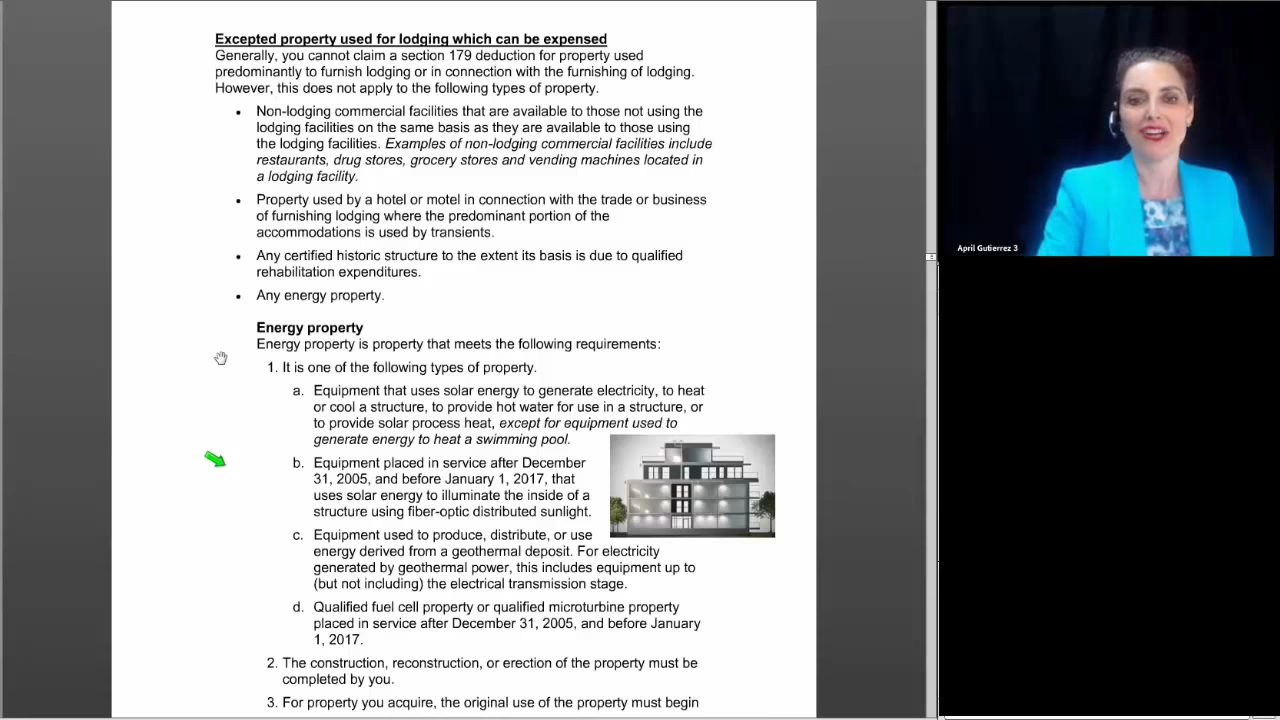 Excepted property used for lodging which can be expensed
Generally, you cannot claim a section 179 deduction for property used
predominantly to furnish lodging or in connection with the furnishing of lodging.
However, this does not apply to the following types of property.
• Non-lodging commercial facilities that are available to those not using the
lodging facilities on the same basis as they are available to those using
the lodging facilities. Examples of non-lodging commercial facilities include
restaurants, drug stores, grocery stores and vending machines located in
a lodging facility.
• Property used by a hotel or motel in connection with the trade or business
of furnishing lodging where the predominant portion of the
accommodations is used by transients.
• Any certified historic structure to the extent its basis is due to qualified
rehabilitation expenditures.
• Any energy property.
Energy property
Energy property is property that meets the following requirements:
1. It is one of the following types of property.
a. Equipment that uses solar energy to generate electricity, to heat
or cool a structure, to provide hot water for use in a structure, or
to provide solar process heat, except for equipment used to
generate energy to heat a swimming pool.
b. Equipment placed in service after December
31, 2005, and before January 1, 2017, that
uses solar energy to illuminate the inside of a
structure using fiber-optic distributed sunlight.
c. Equipment used to produce, distribute, or use
energy derived from a geothermal deposit. For electricity
generated by geothermal power, this includes equipment up to
(but not including) the electrical transmission stage.
d. Qualified fuel cell property or qualified microturbine property
placed in service after December 31, 2005, and before January
1, 2017.
2. The construction, reconstruction, or erection of the property must be
completed by you.
3. For property you acquire, the original use of the property must begin
April Gutierrez 3